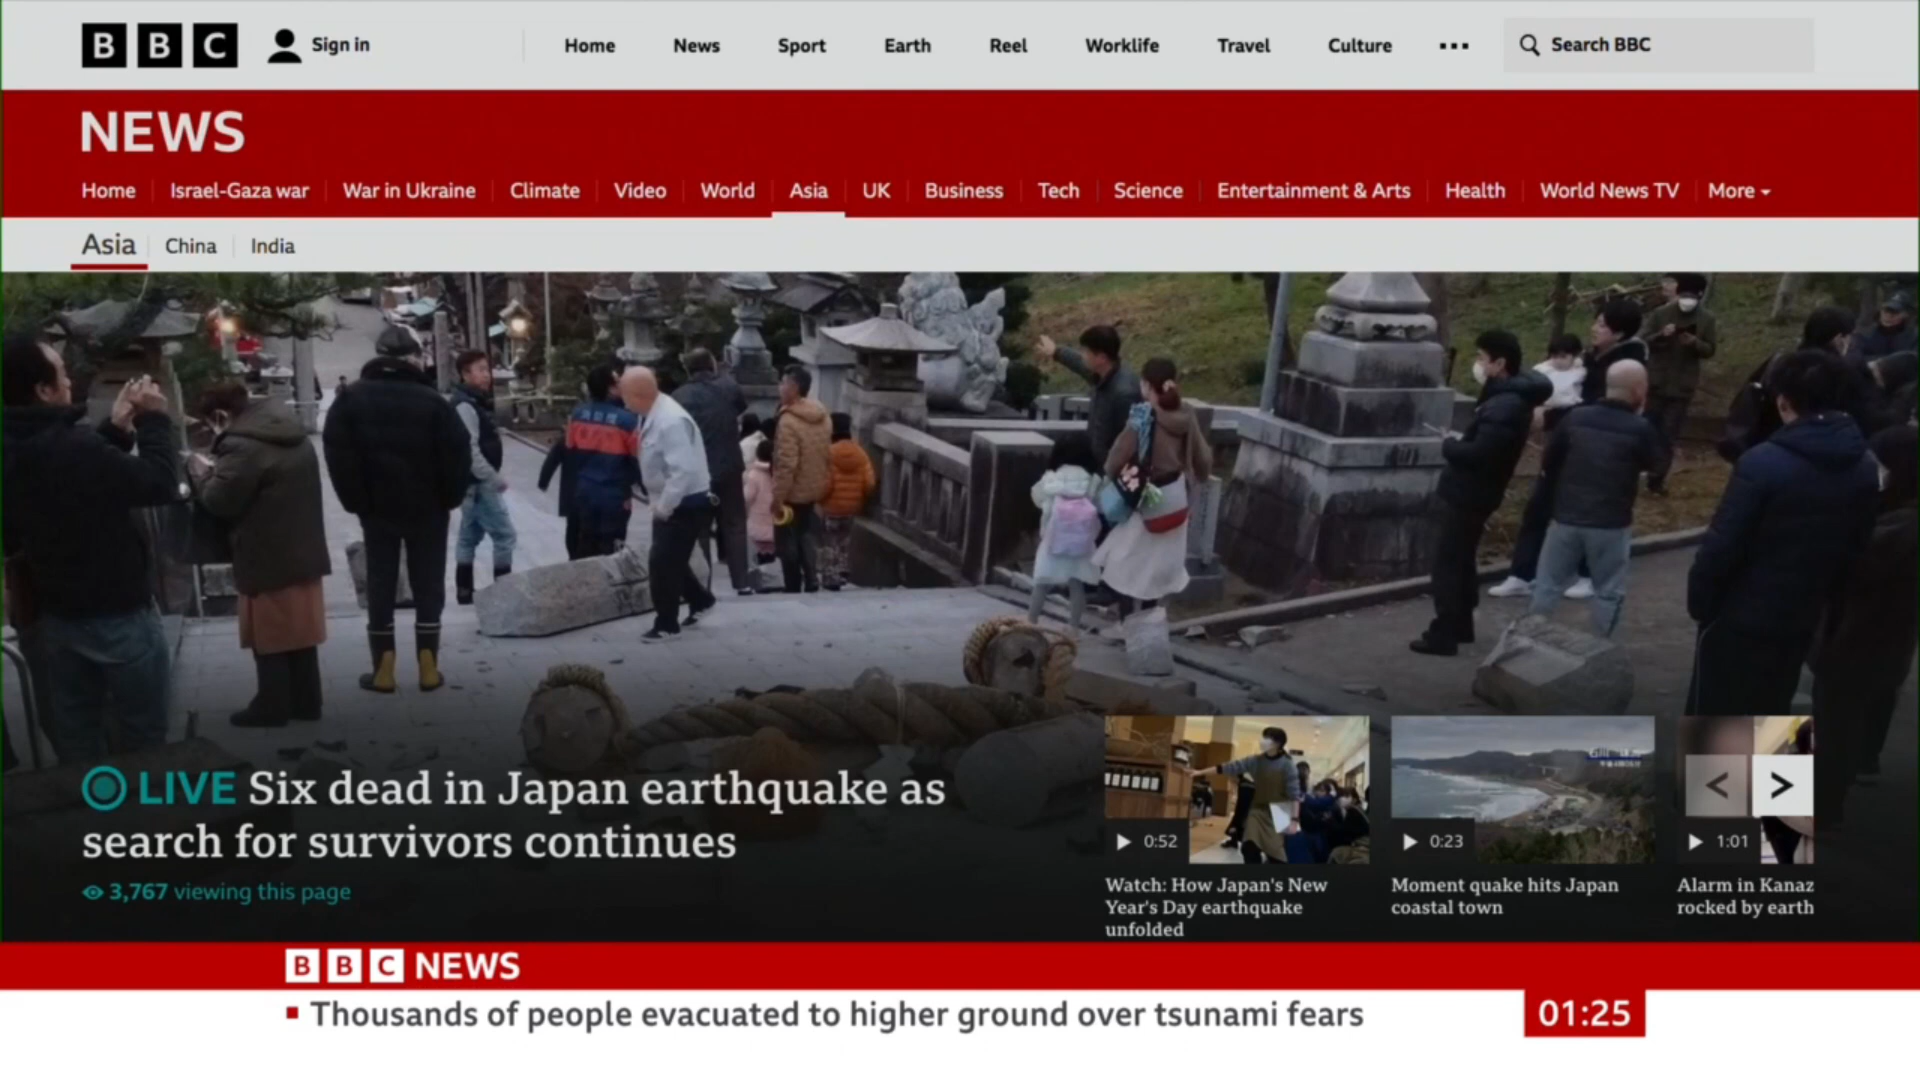 BBC Sign in Home News Sport Earth Reel Worklife Travel Culture ... Search BBC
NEWS
Home Israel-Gaza war War in Ukraine Climate Video World Asia UK Business Tech Science Entertainment & Arts Health World News TV More
Asia China India
LIVE Six dead in Japan earthquake as
search for survivors continues
3,767 viewing this page
0:52
Watch: How Japan's New
Year's Day earthquake
unfolded
0:23
Moment quake hits Japan
coastal town
< >
1:01
Alarm in Kanaz
rocked by earth
BBC NEWS
Thousands of people evacuated to higher ground over tsunami fears
01:25